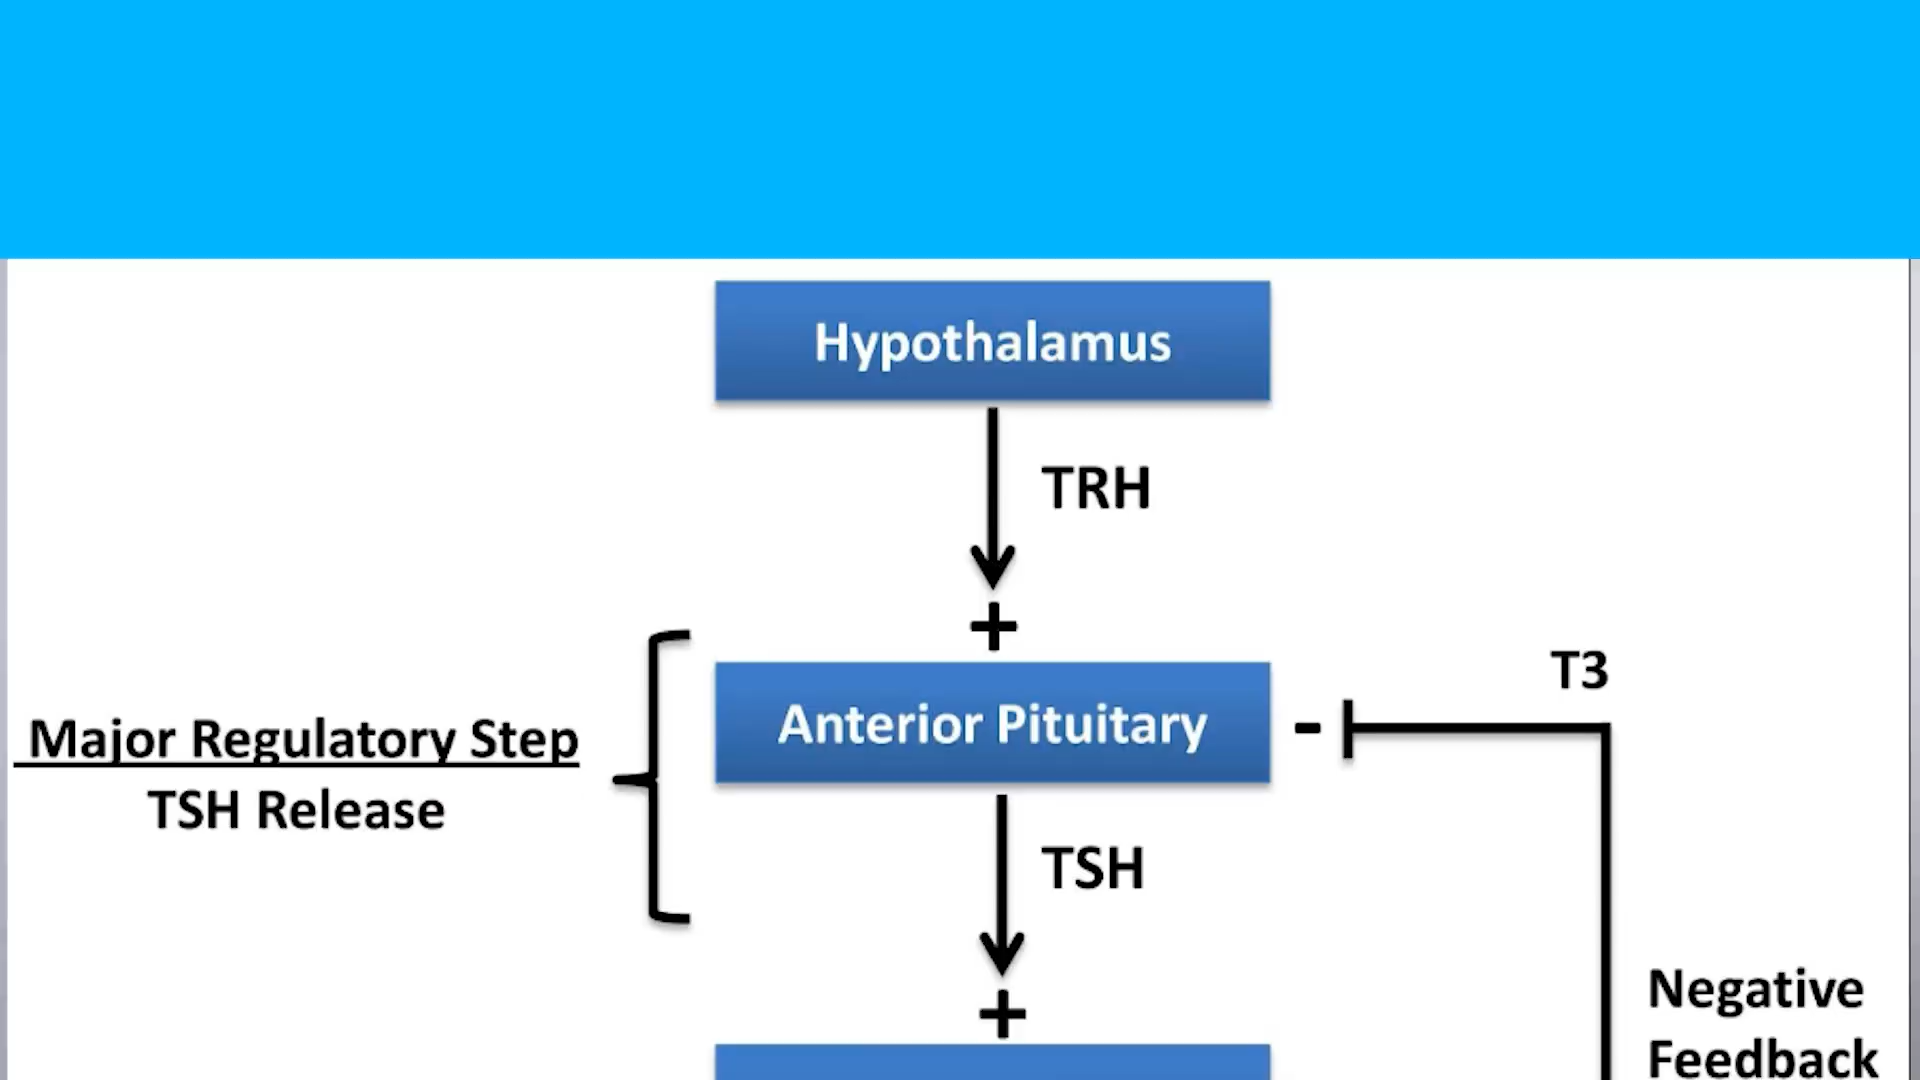 Hypothalamus
TRH
+
T3
Anterior Pituitary
-
Major Regulatory Step
TSH Release
TSH
+
Negative
Feedback